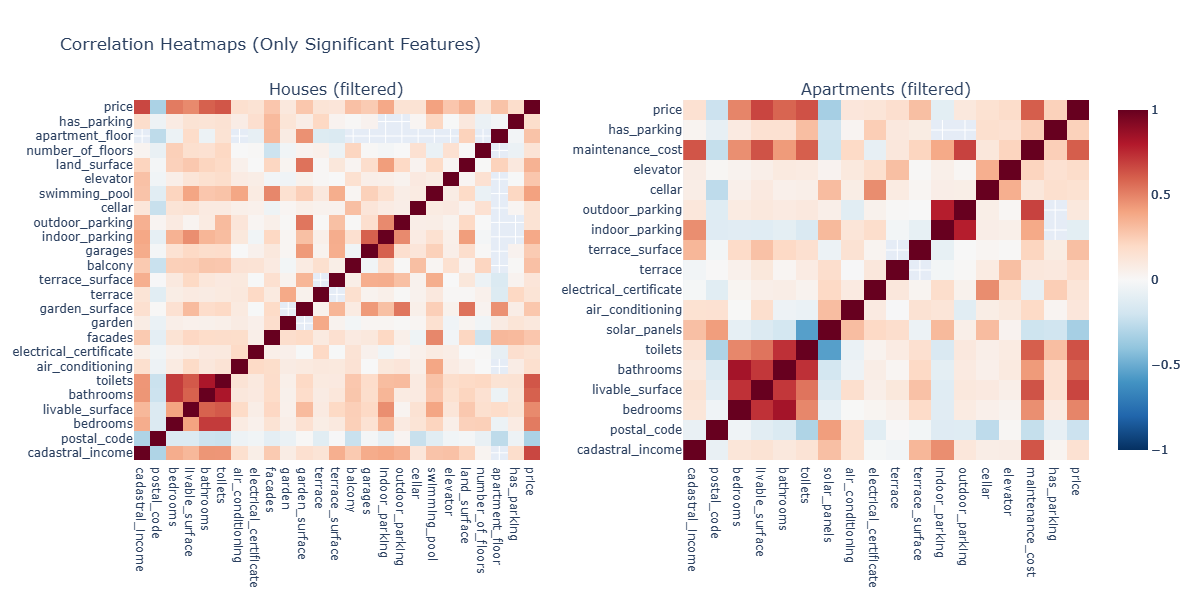 Correlation Heatmaps (Only Significant Features)
Houses (filtered)
price
has_parking
apartment_floor
number_of_floors
land_surface
elevator
swimming_pool
cellar
outdoor_parking
indoor_parking
garages
balcony
terrace_surface
terrace
garden_surface
garden
facades
electrical_certificate
air_conditioning
toilets
bathrooms
livable_surface
bedrooms
postal_code
cadastral_income
cadastral_income
postal_code
bedrooms
livable_surface
bathrooms
toilets
air_conditioning
electrical_certificate
facades
garden
garden_surface
terrace
terrace_surface
balcony
garages
indoor_parking
outdoor_parking
cellar
swimming_pool
elevator
land_surface
number_of_floors
apartment_floor
has_parking
price
Apartments (filtered)
price
has_parking
maintenance_cost
elevator
cellar
outdoor_parking
indoor_parking
terrace_surface
terrace
electrical_certificate
air_conditioning
solar_panels
toilets
bathrooms
livable_surface
bedrooms
postal_code
cadastral_income
cadastral_income
postal_code
bedrooms
livable_surface
bathrooms
toilets
solar_panels
air_conditioning
electrical_certificate
terrace
terrace_surface
indoor_parking
outdoor_parking
cellar
elevator
maintenance_cost
has_parking
price
1
0.5
0
−0.5
−1